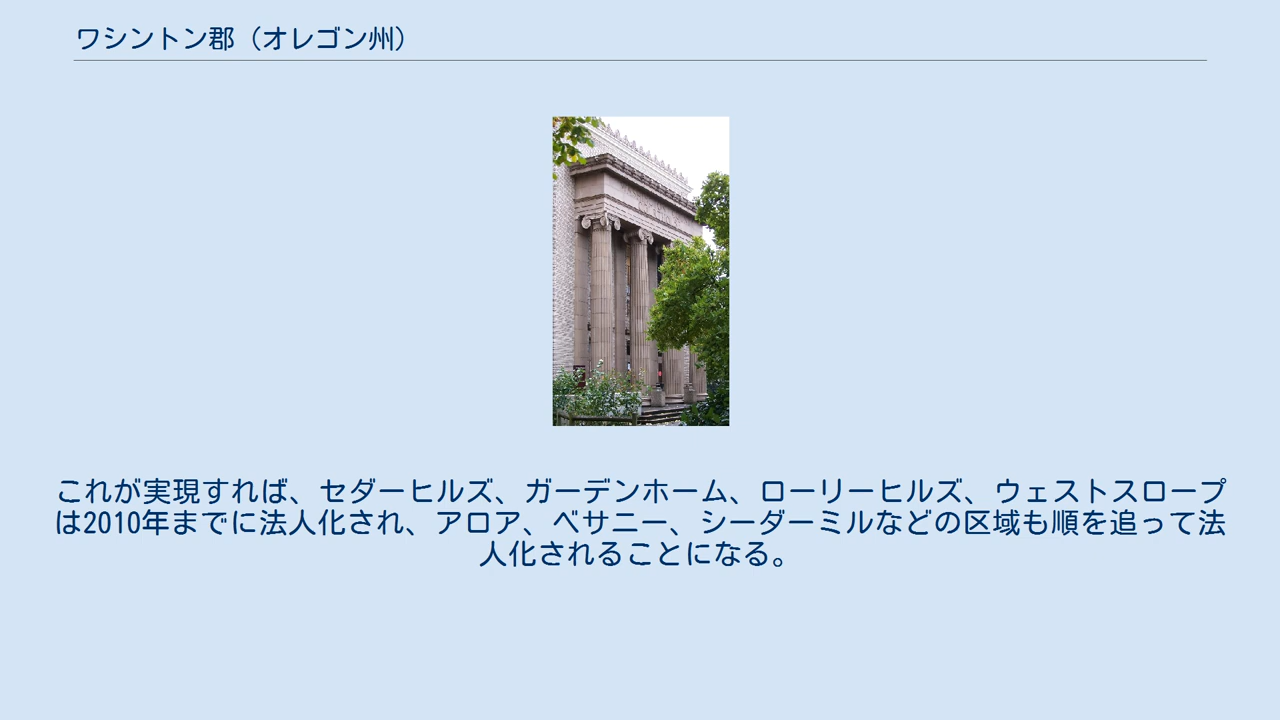 ワシントン郡（オレゴン州）
これが実現すれば、セダーヒルズ、ガーデンホーム、ローリーヒルズ、ウェストスロープ
は2010年までに法人化され、アロア、ベサニー、シーダーミルなどの区域も順を追って法
人化されることになる。